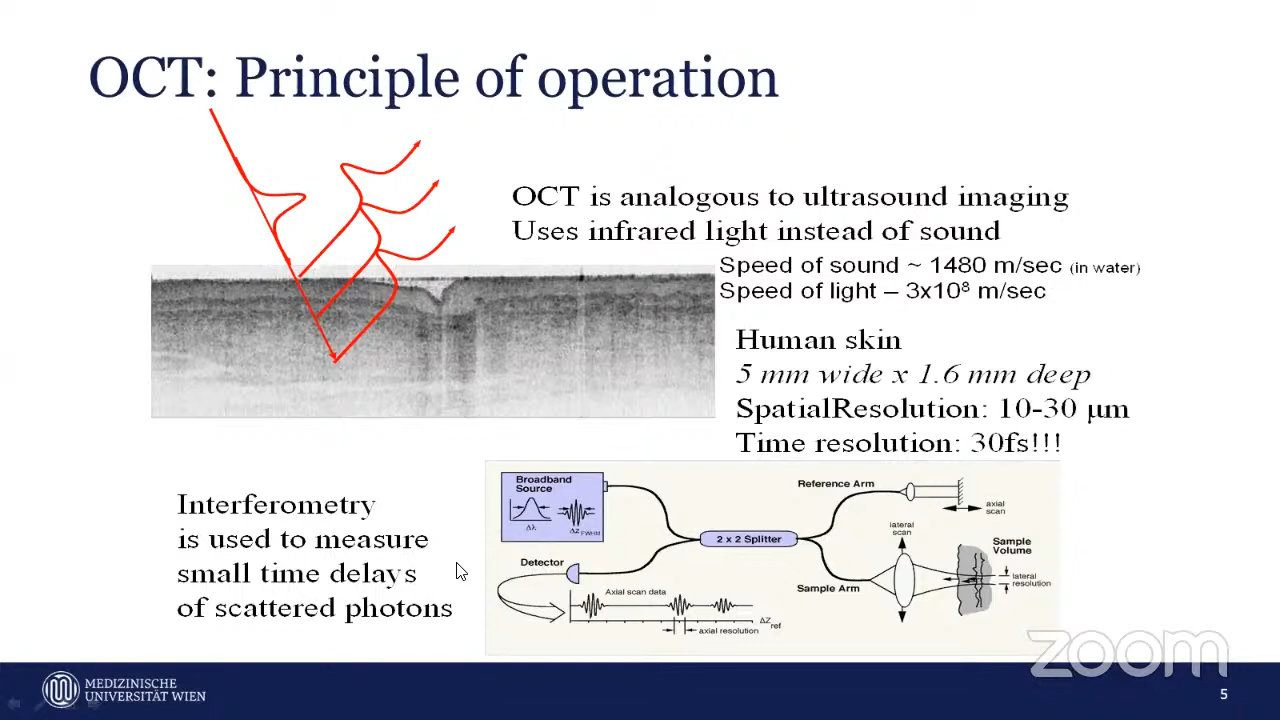 OCT: Principle of operation
OCT is analogous to ultrasound imaging
Uses infrared light instead of sound
Speed of sound ~ 1480 m/sec (in water)
Speed of light – 3x10⁸ m/sec
Human skin
5 mm wide x 1.6 mm deep
SpatialResolution: 10-30 µm
Time resolution: 30fs!!!
Interferometry
is used to measure
small time delays
of scattered photons
Broadband
Source
Δλ
ΔZ FWHM
Detector
2 x 2 Splitter
Reference Arm
axial
scan
lateral
scan
Sample
Volume
lateral
resolution
Sample Arm
Axial scan data
ΔZ ref
axial resolution
zoom
MEDIZINISCHE
UNIVERSITÄT WIEN
5